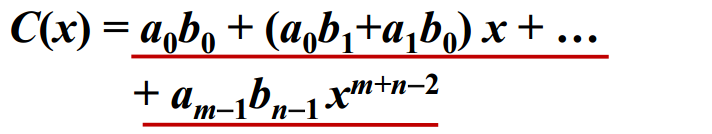 C(x) = a₀b₀ + (a₀b₁+a₁b₀) x + …
+ aₘ₋₁bₙ₋₁ xᵐ⁺ⁿ⁻²